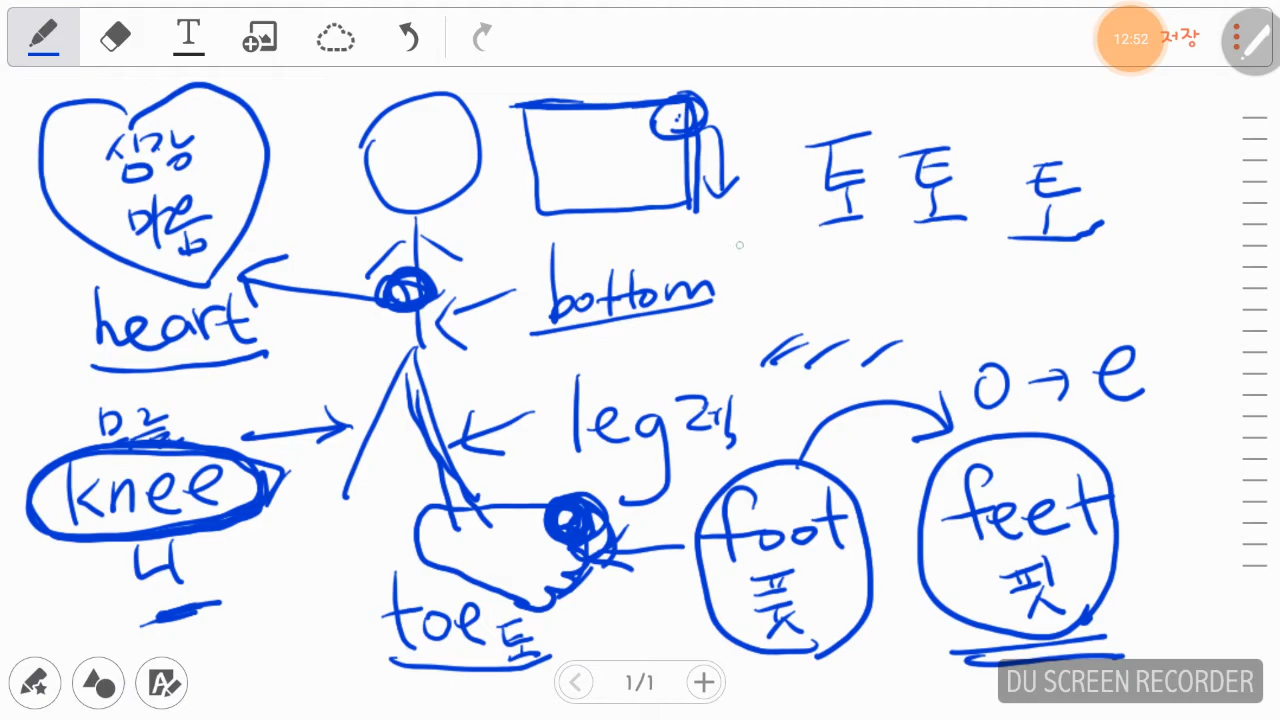 T
12:52 저장
심장
마음
heart
bottom
토 토 토
무릎
knee
니
leg
toe 토
foot
풋
o → e
feet
핏
1/1
DU SCREEN RECORDER